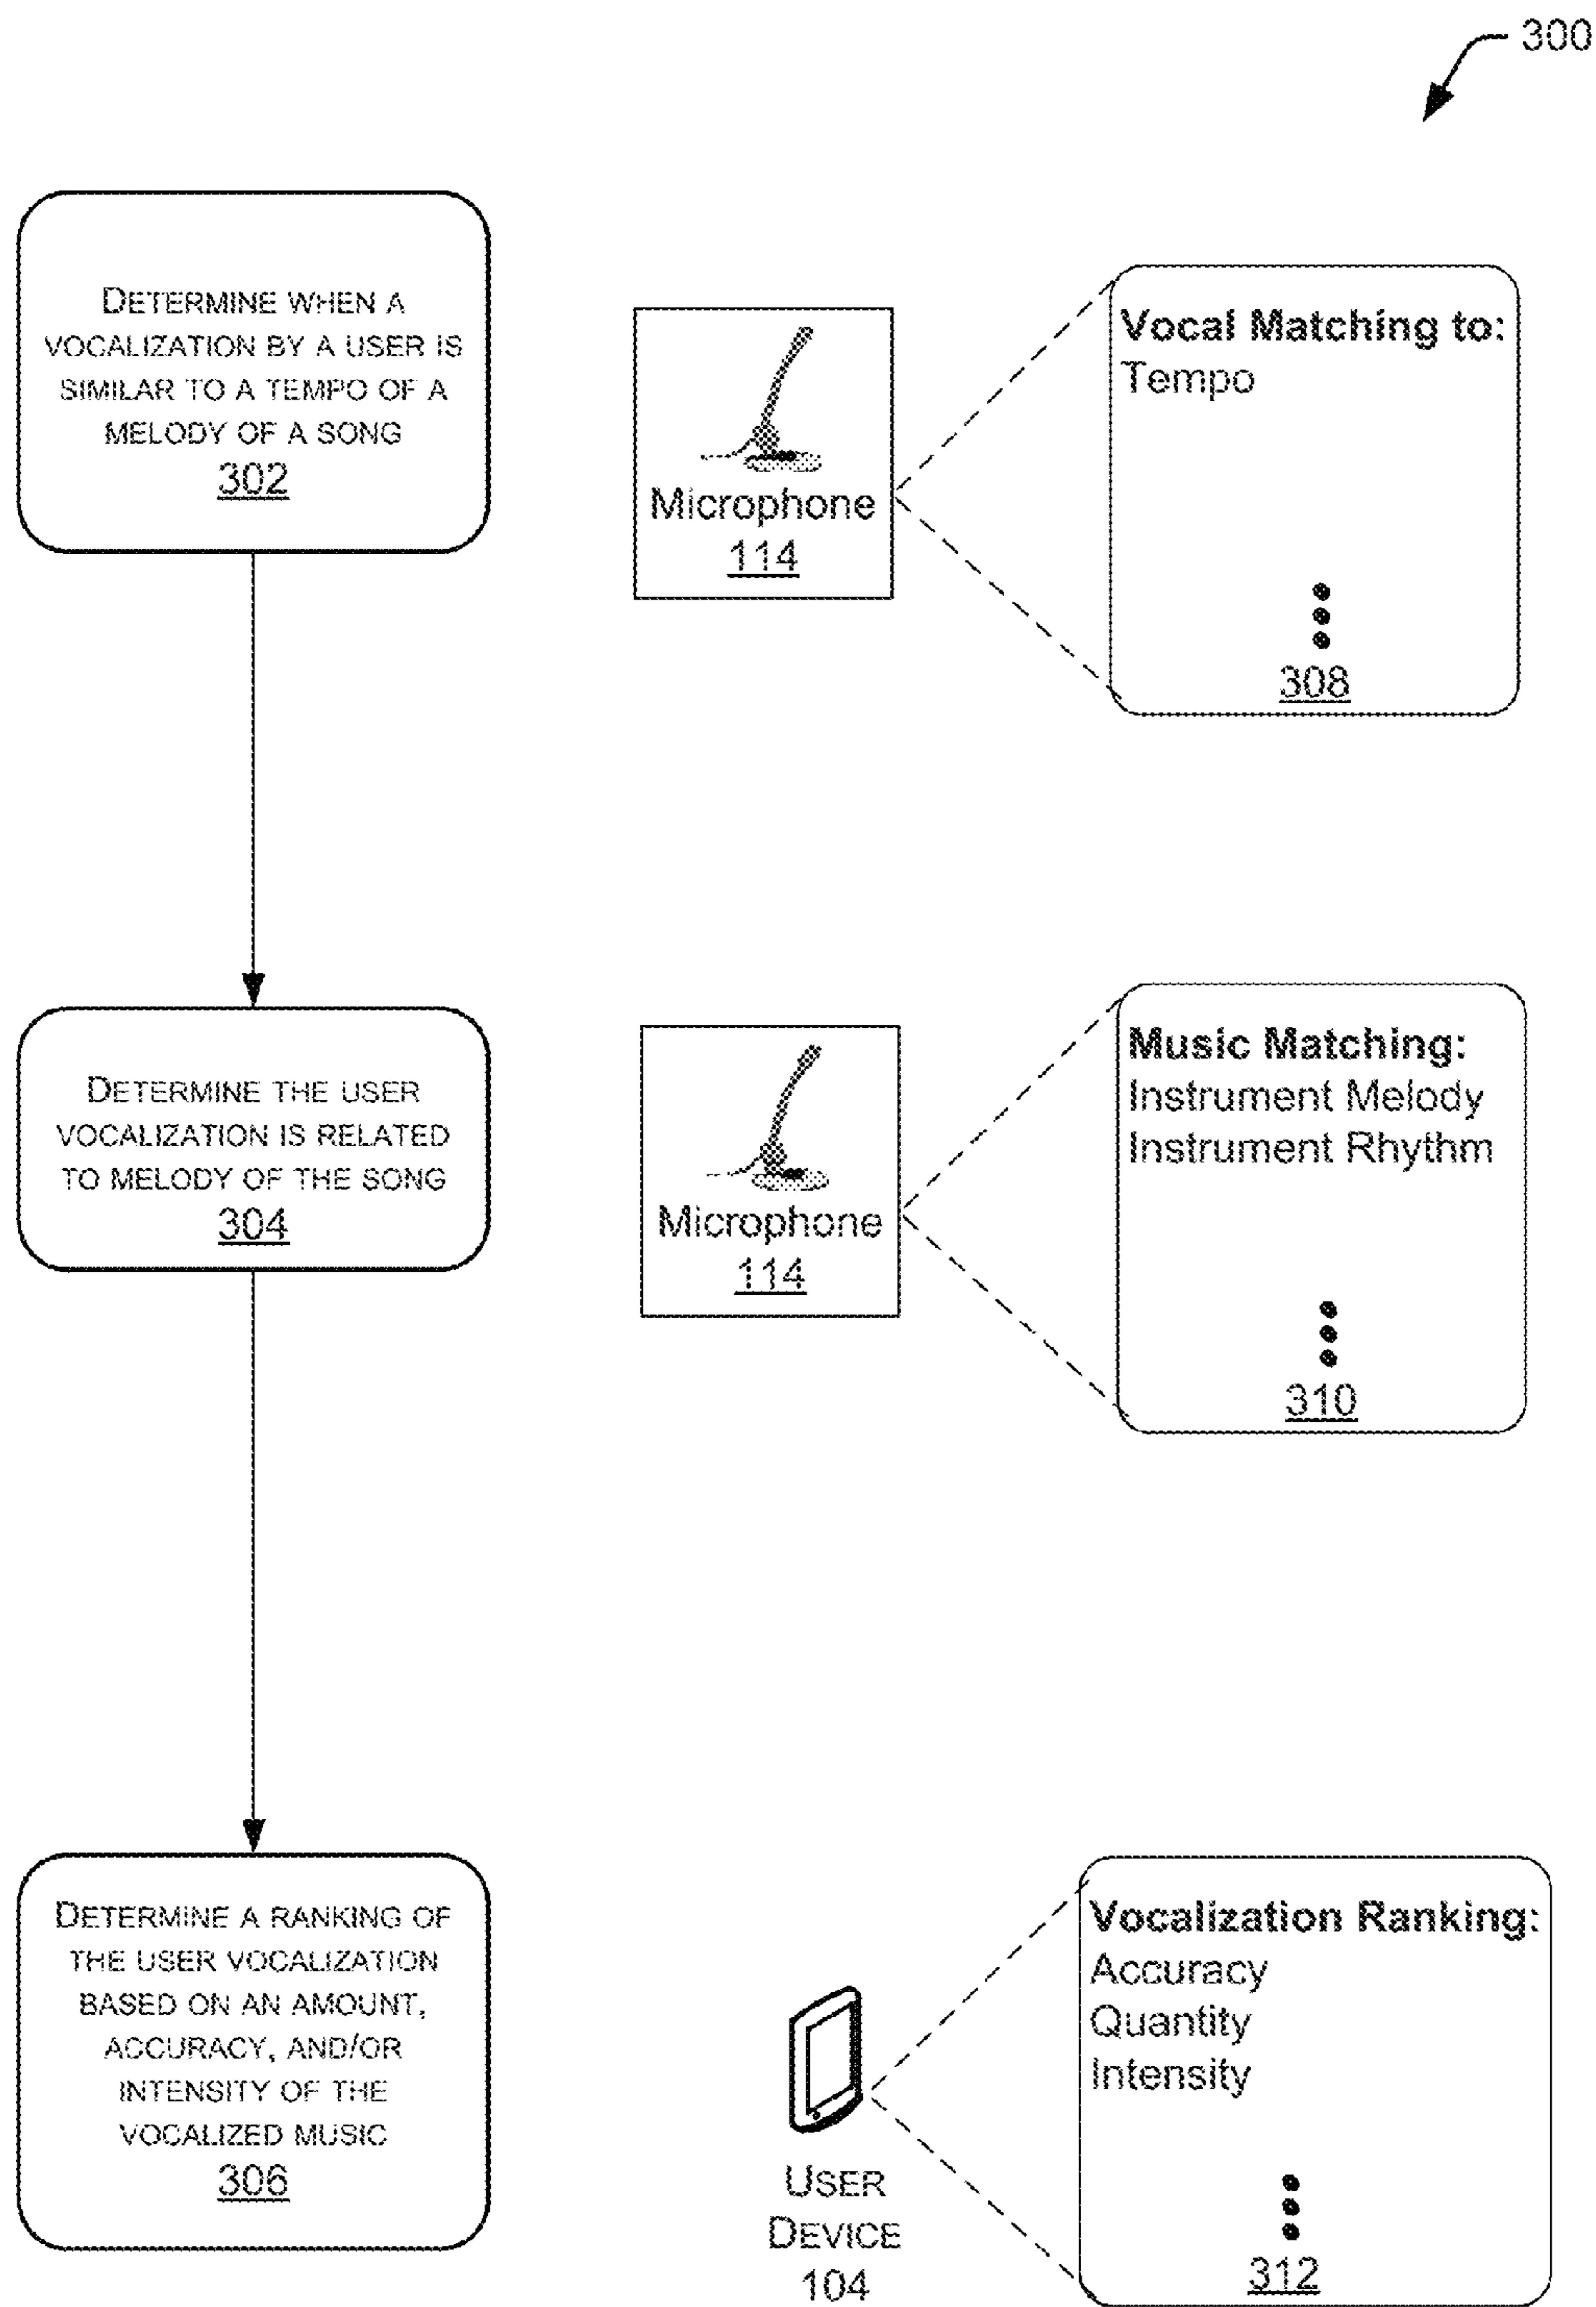 300
DETERMINE WHEN A
VOCALIZATION BY A USER IS
SIMILAR TO A TEMPO OF A
MELODY OF A SONG
302
Microphone
114
Vocal Matching to:
Tempo
308
DETERMINE THE USER
VOCALIZATION IS RELATED
TO MELODY OF THE SONG
304
Microphone
114
Music Matching:
Instrument Melody
Instrument Rhythm
310
DETERMINE A RANKING OF
THE USER VOCALIZATION
BASED ON AN AMOUNT,
ACCURACY, AND/OR
INTENSITY OF THE
VOCALIZED MUSIC
306
USER
DEVICE
104
Vocalization Ranking:
Accuracy
Quantity
Intensity
312